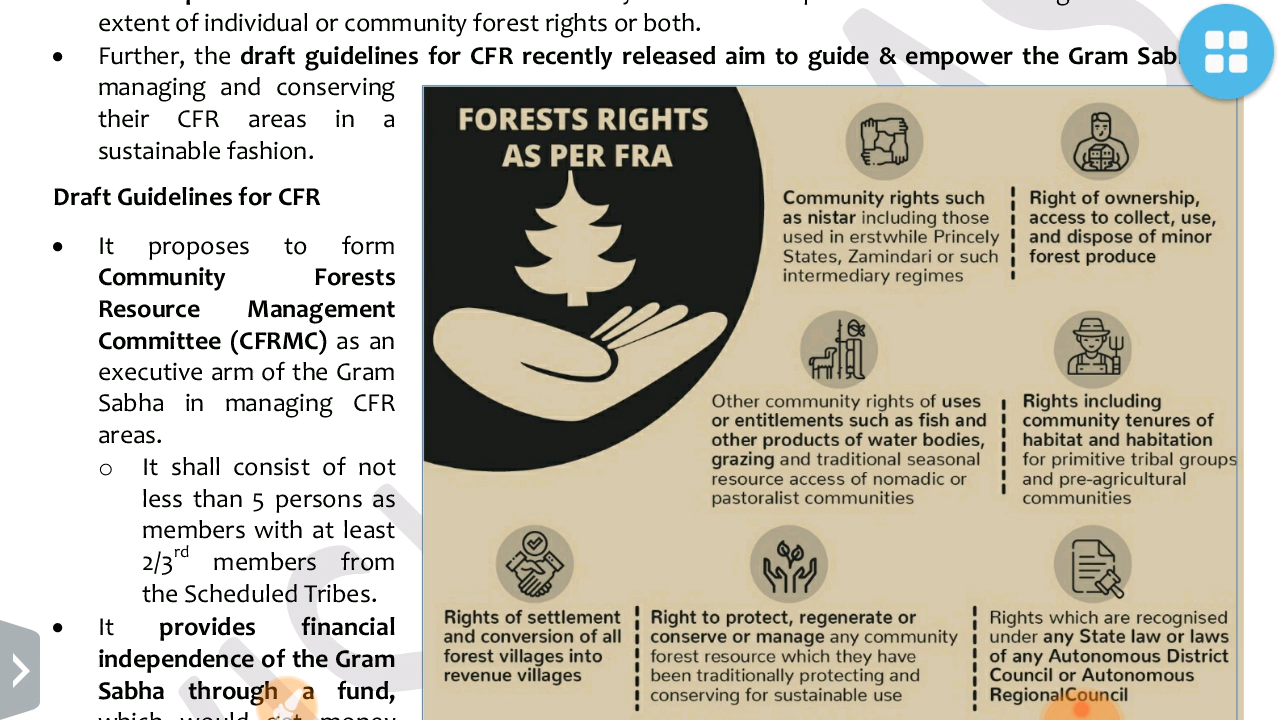 extent of individual or community forest rights or both.
• Further, the draft guidelines for CFR recently released aim to guide & empower the Gram
managing and conserving
their CFR areas in a
sustainable fashion.
Draft Guidelines for CFR
• It proposes to form
Community Forests
Resource Management
Committee (CFRMC) as an
executive arm of the Gram
Sabha in managing CFR
areas.
o It shall consist of not
less than 5 persons as
members with at least
2/3rd members from
the Scheduled Tribes.
• It provides financial
independence of the Gram
Sabha through a fund,
which would get money
FORESTS RIGHTS
AS PER FRA
Community rights such
as nistar including those
used in erstwhile Princely
States, Zamindari or such
intermediary regimes
Right of ownership,
access to collect, use,
and dispose of minor
forest produce
Other community rights of uses
or entitlements such as fish and
other products of water bodies,
grazing and traditional seasonal
resource access of nomadic or
pastoralist communities
Rights including
community tenures of
habitat and habitation
for primitive tribal groups
and pre-agricultural
communities
Rights of settlement
and conversion of all
forest villages into
revenue villages
Right to protect, regenerate or
conserve or manage any community
forest resource which they have
been traditionally protecting and
conserving for sustainable use
Rights which are recognised
under any State law or laws
of any Autonomous District
Council or Autonomous
RegionalCouncil